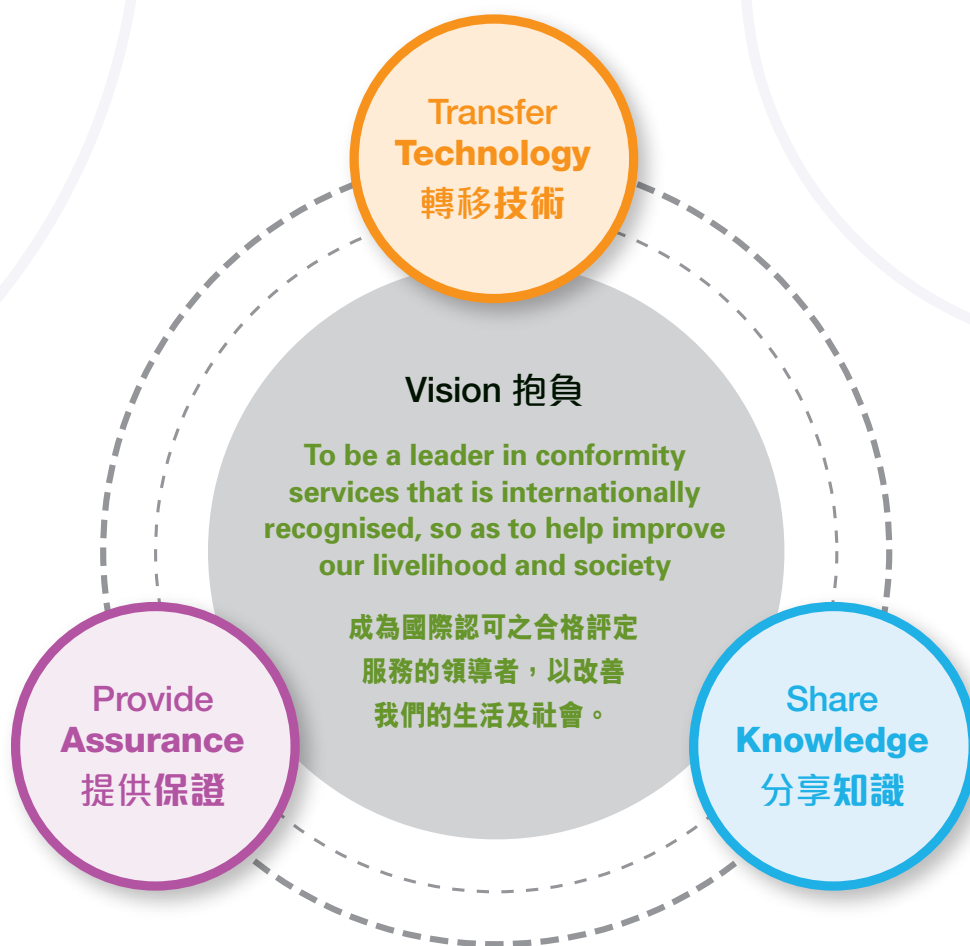 Transfer
Technology
轉移技術
Vision 抱負
To be a leader in conformity
services that is internationally
recognised, so as to help improve
our livelihood and society
成為國際認可之合格評定
服務的領導者，以改善
我們的生活及社會。
Provide
Assurance
提供保證
Share
Knowledge
分享知識